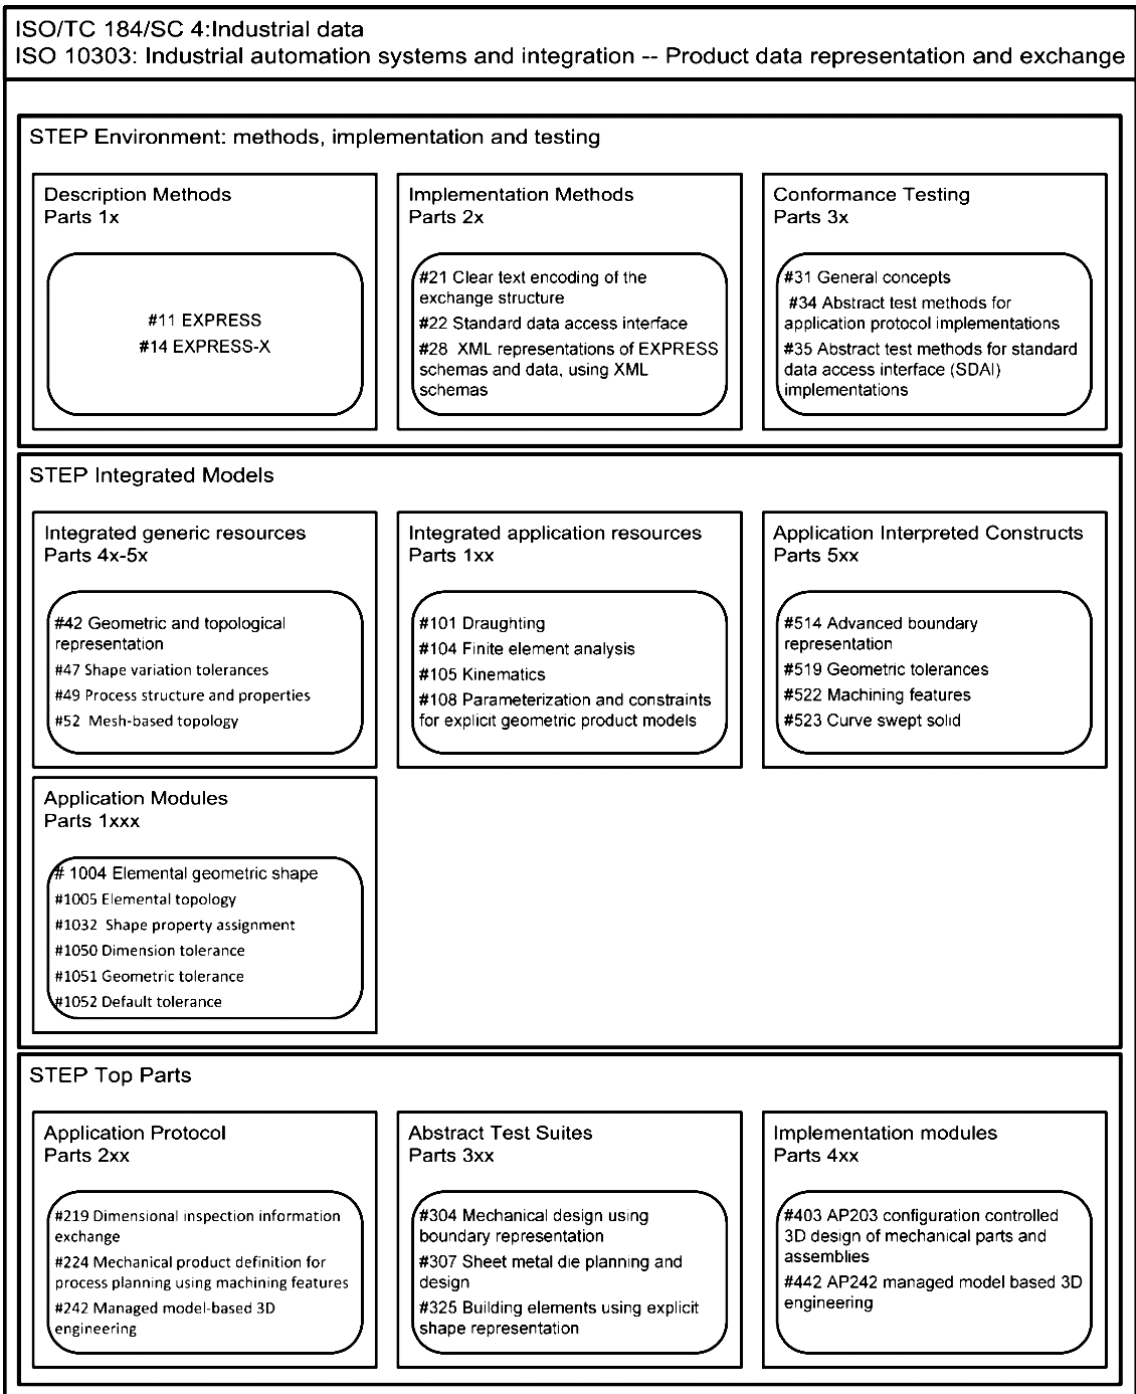 ISO/TC 184/SC 4:Industrial data
ISO 10303: Industrial automation systems and integration -- Product data representation and exchange
STEP Environment: methods, implementation and testing
Description Methods
Parts 1x
#11 EXPRESS
#14 EXPRESS-X
Implementation Methods
Parts 2x
#21 Clear text encoding of the
exchange structure
#22 Standard data access interface
#28 XML representations of EXPRESS
schemas and data, using XML
schemas
Conformance Testing
Parts 3x
#31 General concepts
#34 Abstract test methods for
application protocol implementations
#35 Abstract test methods for standard
data access interface (SDAI)
implementations
STEP Integrated Models
Integrated generic resources
Parts 4x-5x
#42 Geometric and topological
representation
#47 Shape variation tolerances
#49 Process structure and properties
#52 Mesh-based topology
Integrated application resources
Parts 1xx
#101 Draughting
#104 Finite element analysis
#105 Kinematics
#108 Parameterization and constraints
for explicit geometric product models
Application Interpreted Constructs
Parts 5xx
#514 Advanced boundary
representation
#519 Geometric tolerances
#522 Machining features
#523 Curve swept solid
Application Modules
Parts 1xxx
# 1004 Elemental geometric shape
#1005 Elemental topology
#1032 Shape property assignment
#1050 Dimension tolerance
#1051 Geometric tolerance
#1052 Default tolerance
STEP Top Parts
Application Protocol
Parts 2xx
#219 Dimensional inspection information
exchange
#224 Mechanical product definition for
process planning using machining features
#242 Managed model-based 3D
engineering
Abstract Test Suites
Parts 3xx
#304 Mechanical design using
boundary representation
#307 Sheet metal die planning and
design
#325 Building elements using explicit
shape representation
Implementation modules
Parts 4xx
#403 AP203 configuration controlled
3D design of mechanical parts and
assemblies
#442 AP242 managed model based 3D
engineering